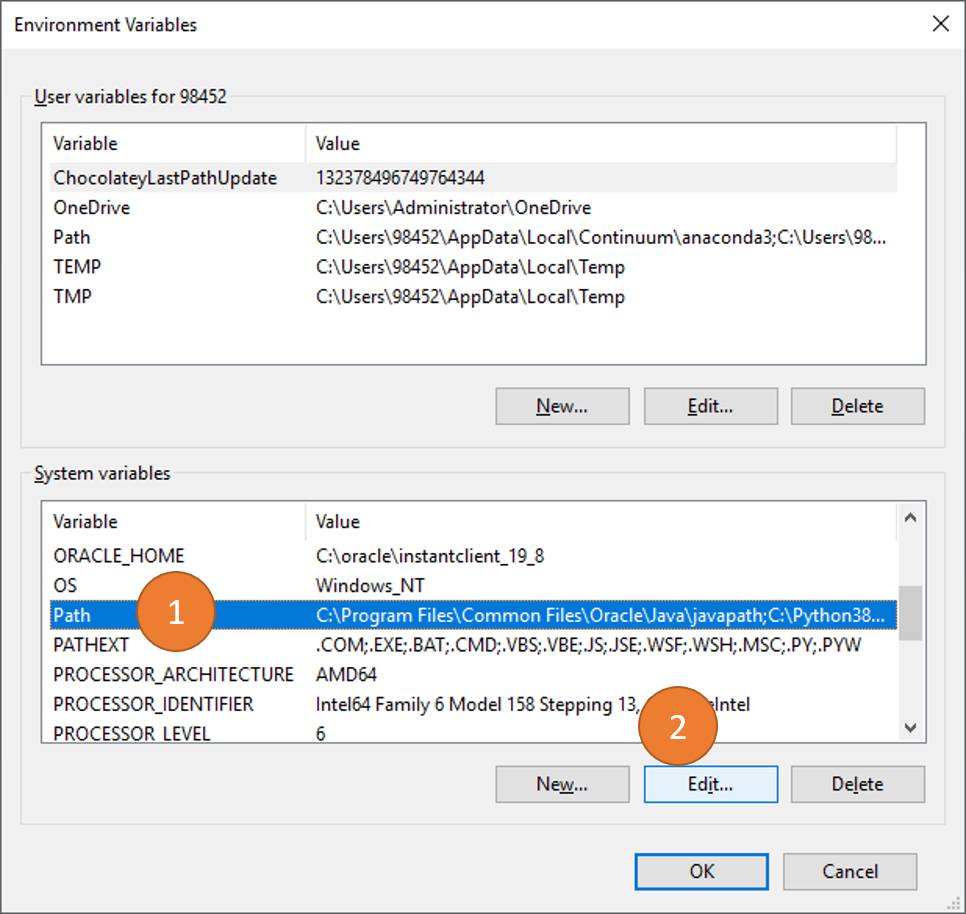 Environment Variables
User variables for 98452
Variable Value
ChocolateyLastPathUpdate 132378496749764344
OneDrive C:\Users\Administrator\OneDrive
Path C:\Users\98452\AppData\Local\Continuum\anaconda3;C:\Users\98...
TEMP C:\Users\98452\AppData\Local\Temp
TMP C:\Users\98452\AppData\Local\Temp
New... Edit... Delete
System variables
Variable Value
ORACLE_HOME C:\oracle\instantclient_19_8
OS Windows_NT
Path 1 C:\Program Files\Common Files\Oracle\Java\javapath;C:\Python38...
PATHEXT .COM;.EXE;.BAT;.CMD;.VBS;.VBE;.JS;.JSE;.WSF;.WSH;.MSC;.PY;.PYW
PROCESSOR_ARCHITECTURE AMD64
PROCESSOR_IDENTIFIER Intel64 Family 6 Model 158 Stepping 13, Intel
2
PROCESSOR_LEVEL 6
New... Edit... Delete
OK Cancel